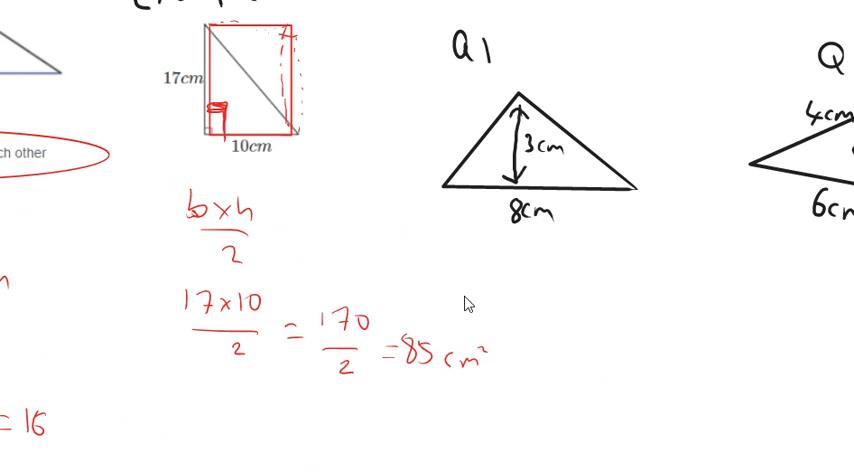 17cm
10cm
ch other
b×h
2
17×10
2
= 170
2
=85 cm²
= 16
Q1
3cm
8cm
Q
4cm
6cm